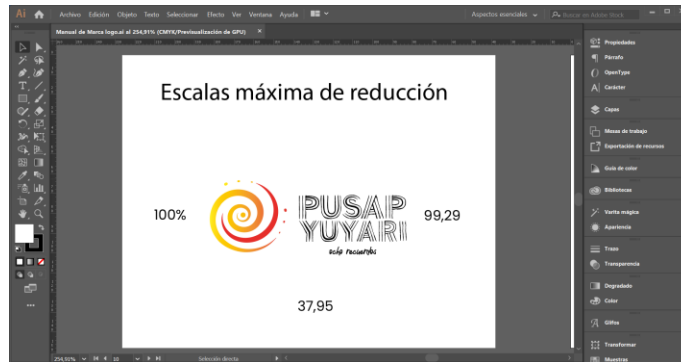 Ai Archivo Edición Objeto Texto Seleccionar Efecto Ver Ventana Ayuda Aspectos esenciales Buscar en Adobe Stock
Manual de Marca logo.ai al 254,91% (CMYK/Previsualización de GPU) ×
Escalas máxima de reducción
100%
PUSAP
YUYARI
99,29
37,95
Propiedades
Párrafo
OpenType
Carácter
Capas
Mesas de trabajo
Exportación de recursos
Guía de color
Bibliotecas
Varita mágica
Apariencia
Trazo
Transparencia
Degradado
Color
Glifos
Transformar
Muestras
254,91% 10 Selección directa